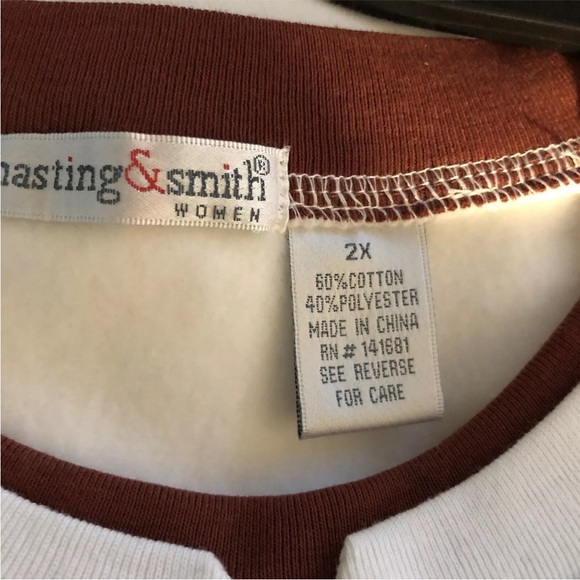 hasting&smith®
WOMEN
2X
60%COTTON
40%POLYESTER
MADE IN CHINA
RN # 141681
SEE REVERSE
FOR CARE